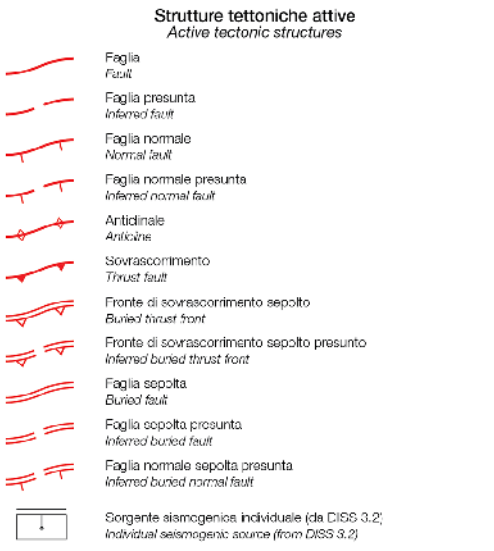 Strutture tettoniche attive
Active tectonic structures
Faglia
Fault
Faglia presunta
Inferred fault
Faglia normale
Normal fault
Faglia normale presunta
Inferred normal fault
Anticlinale
Anticline
Sovrascorrimento
Thrust fault
Fronte di sovrascorrimento sepolto
Buried thrust front
Fronte di sovrascorrimento sepolto presunto
Inferred buried thrust front
Faglia sepolta
Buried fault
Faglia sepolta presunta
Inferred buried fault
Faglia normale sepolta presunta
Inferred buried normal fault
Sorgente sismogenica individuale (da DISS 3.2)
Individual seismogenic source (from DISS 3.2)